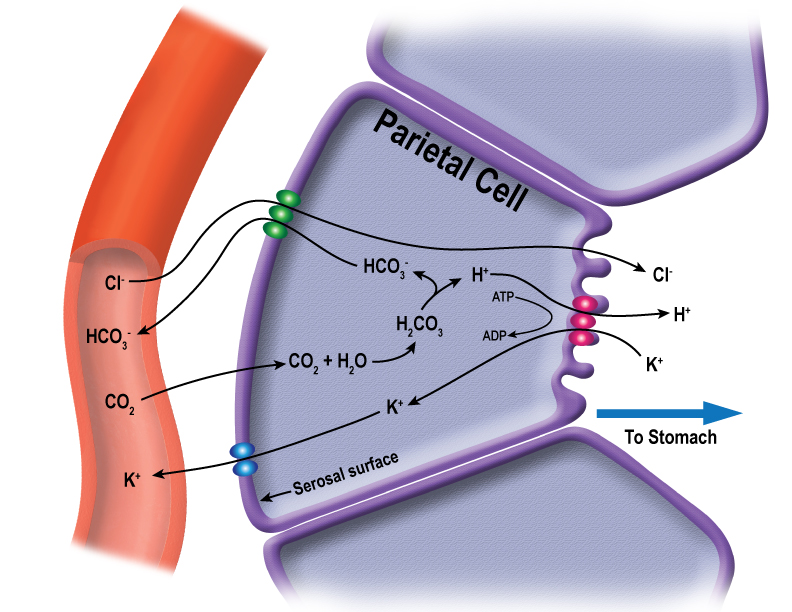 Parietal Cell
Cl⁻
HCO₃⁻
CO₂
K⁺
HCO₃⁻
H₂CO₃
CO₂ + H₂O
H⁺
ATP
ADP
K⁺
Serosal surface
Cl⁻
H⁺
K⁺
To Stomach